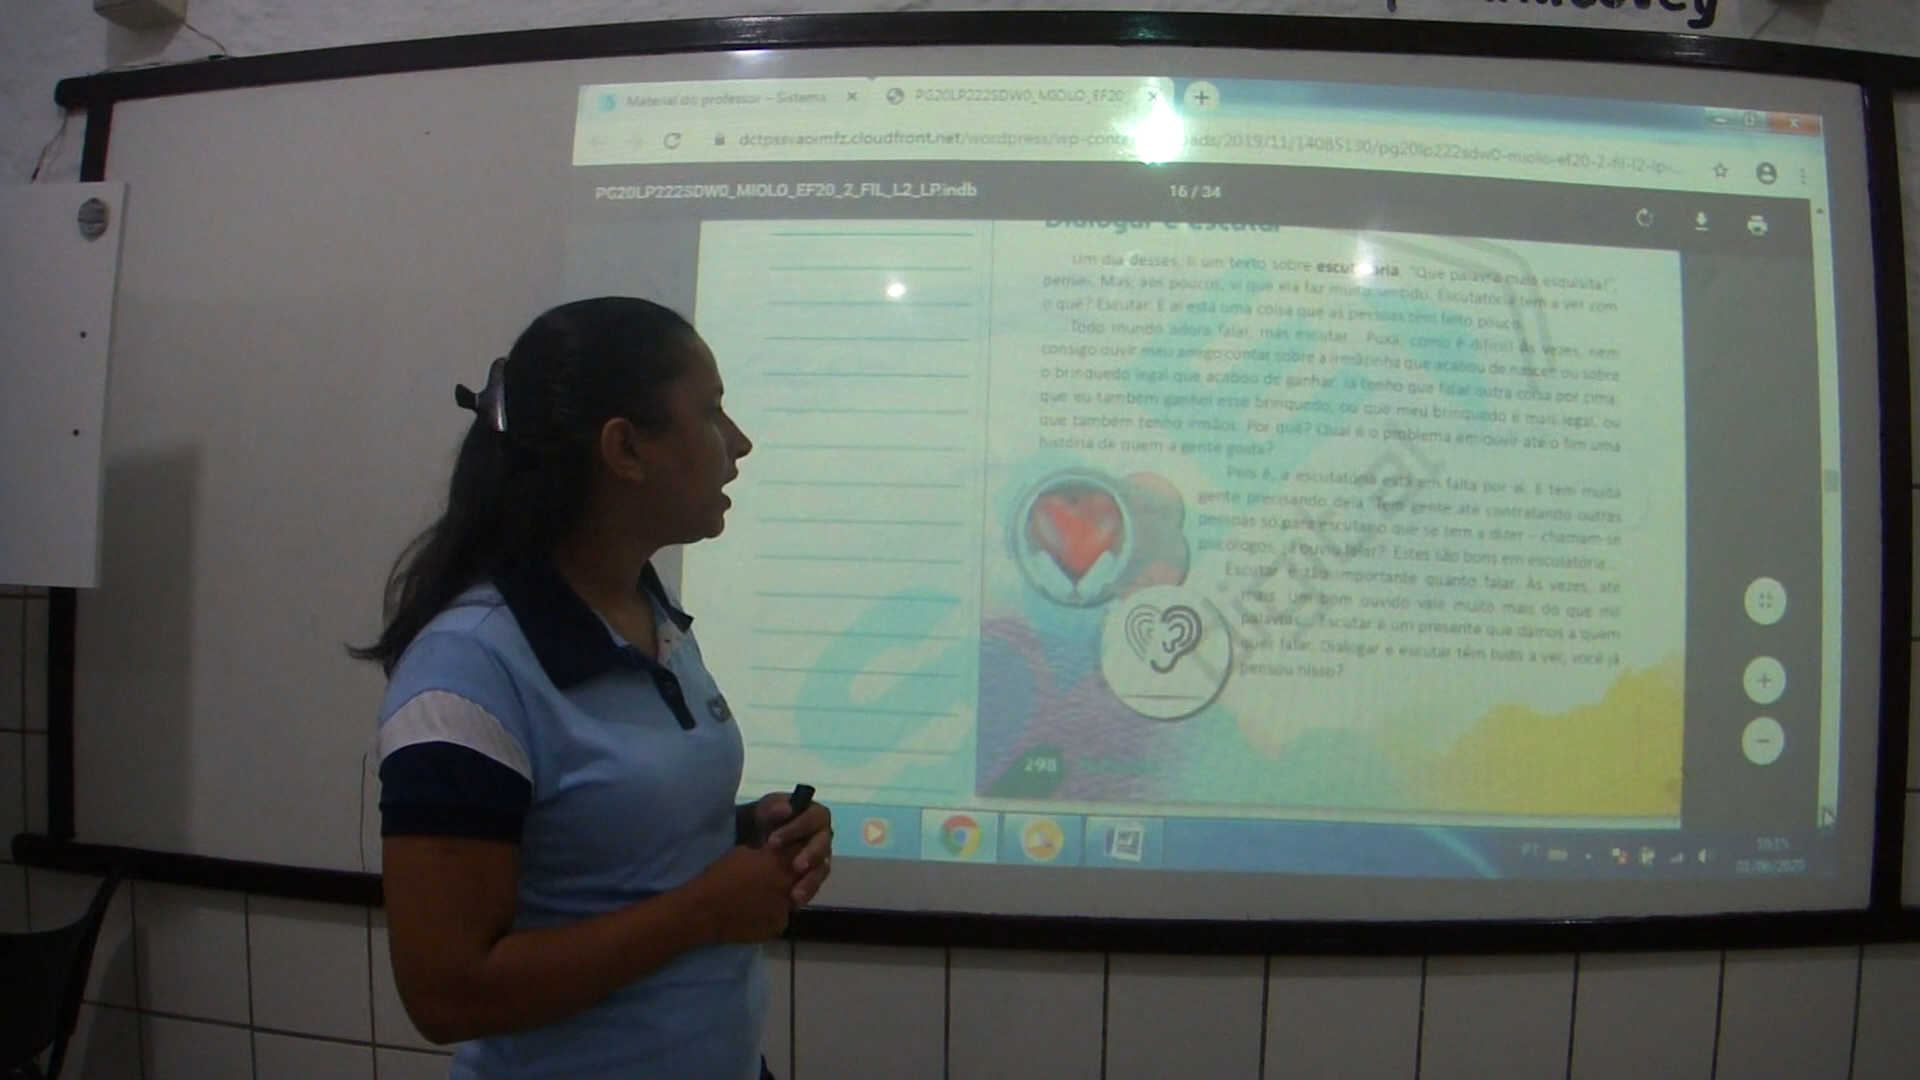 Material do professor – Sistema
PG20LP222SDW0_MIOLO_EF20
dctpssvaoimfz.cloudfront.net/wordpress/wp-conte ads/2019/11/14085130/pg20lp222sdw0-miolo-ef20-2-fil-l2-lp-...
PG20LP222SDW0_MIOLO_EF20_2_FIL_L2_LP.indb
16 / 34
Dialogar e escutar
Um dia desses, li um texto sobre escutatória. "Que palavra mais esquisita!",
pensei. Mas, aos poucos, vi que ela faz muito sentido. Escutatória tem a ver com
o quê? Escutar. E aí está uma coisa que as pessoas têm feito pouco.
Todo mundo adora falar, mas escutar... Puxa, como é difícil! Às vezes, nem
consigo ouvir meu amigo contar sobre a irmãzinha que acabou de nascer, ou sobre
o brinquedo legal que acabou de ganhar. Já tenho que falar outra coisa por cima:
que eu também ganhei esse brinquedo, ou que meu brinquedo é mais legal, ou
que também tenho irmãos. Por quê? Qual é o problema em ouvir até o fim uma
história de quem a gente gosta?
Pois é, a escutatória está em falta por aí. E tem muita
gente precisando dela. Tem gente até contratando outras
pessoas só para escutar o que se tem a dizer – chamam-se
psicólogos, já ouviu falar? Estes são bons em escutatória...
Escutar é tão importante quanto falar. Às vezes, até
mais. Um bom ouvido vale muito mais do que mil
palavras... Escutar é um presente que damos a quem
quer falar. Dialogar e escutar têm tudo a ver, você já
pensou nisso?
298
PT
10:15
01/06/2020